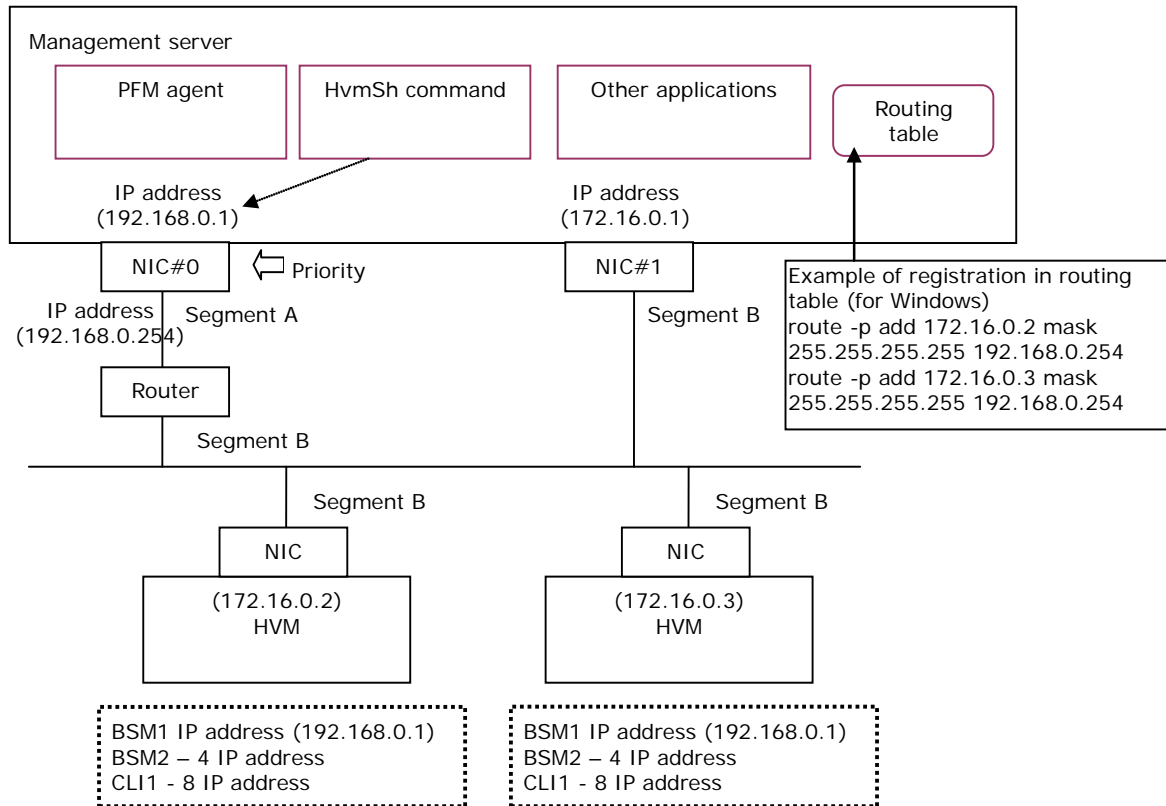 Management server
PFM agent
HvmSh command
Other applications
Routing
table
IP address
(192.168.0.1)
IP address
(172.16.0.1)
NIC#0
Priority
NIC#1
Example of registration in routing
table (for Windows)
route -p add 172.16.0.2 mask
255.255.255.255 192.168.0.254
route -p add 172.16.0.3 mask
255.255.255.255 192.168.0.254
IP address
(192.168.0.254)
Segment A
Segment B
Router
Segment B
Segment B
Segment B
NIC
NIC
(172.16.0.2)
HVM
(172.16.0.3)
HVM
BSM1 IP address (192.168.0.1)
BSM2 – 4 IP address
CLI1 - 8 IP address
BSM1 IP address (192.168.0.1)
BSM2 – 4 IP address
CLI1 - 8 IP address